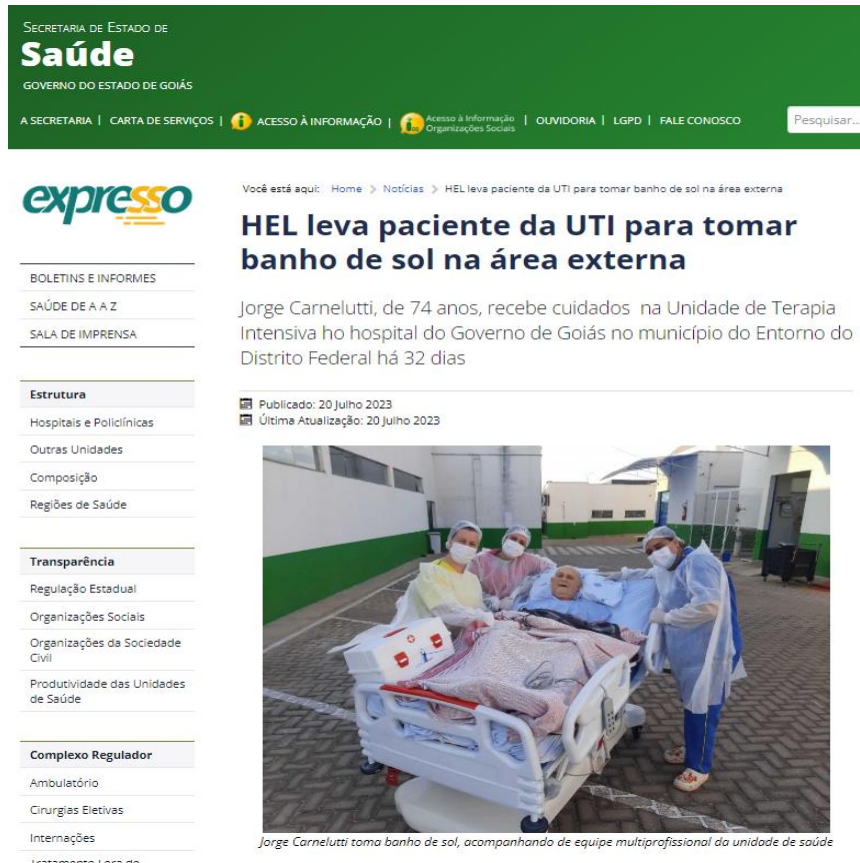 SECRETARIA DE ESTADO DE
Saúde
GOVERNO DO ESTADO DE GOIÁS
A SECRETARIA | CARTA DE SERVIÇOS | ACESSO À INFORMAÇÃO | Acesso à Informação Organizações Sociais | OUVIDORIA | LGPD | FALE CONOSCO
Pesquisar...
expresso
BOLETINS E INFORMES
SAÚDE DE A A Z
SALA DE IMPRENSA
Estrutura
Hospitais e Policlínicas
Outras Unidades
Composição
Regiões de Saúde
Transparência
Regulação Estadual
Organizações Sociais
Organizações da Sociedade
Civil
Produtividade das Unidades
de Saúde
Complexo Regulador
Ambulatório
Cirurgias Eletivas
Internações
Você está aqui: Home > Notícias > HEL leva paciente da UTI para tomar banho de sol na área externa
HEL leva paciente da UTI para tomar
banho de sol na área externa
Jorge Carnelutti, de 74 anos, recebe cuidados na Unidade de Terapia
Intensiva ho hospital do Governo de Goiás no município do Entorno do
Distrito Federal há 32 dias
Publicado: 20 Julho 2023
Última Atualização: 20 Julho 2023
Jorge Carnelutti toma banho de sol, acompanhando de equipe multiprofissional da unidade de saúde